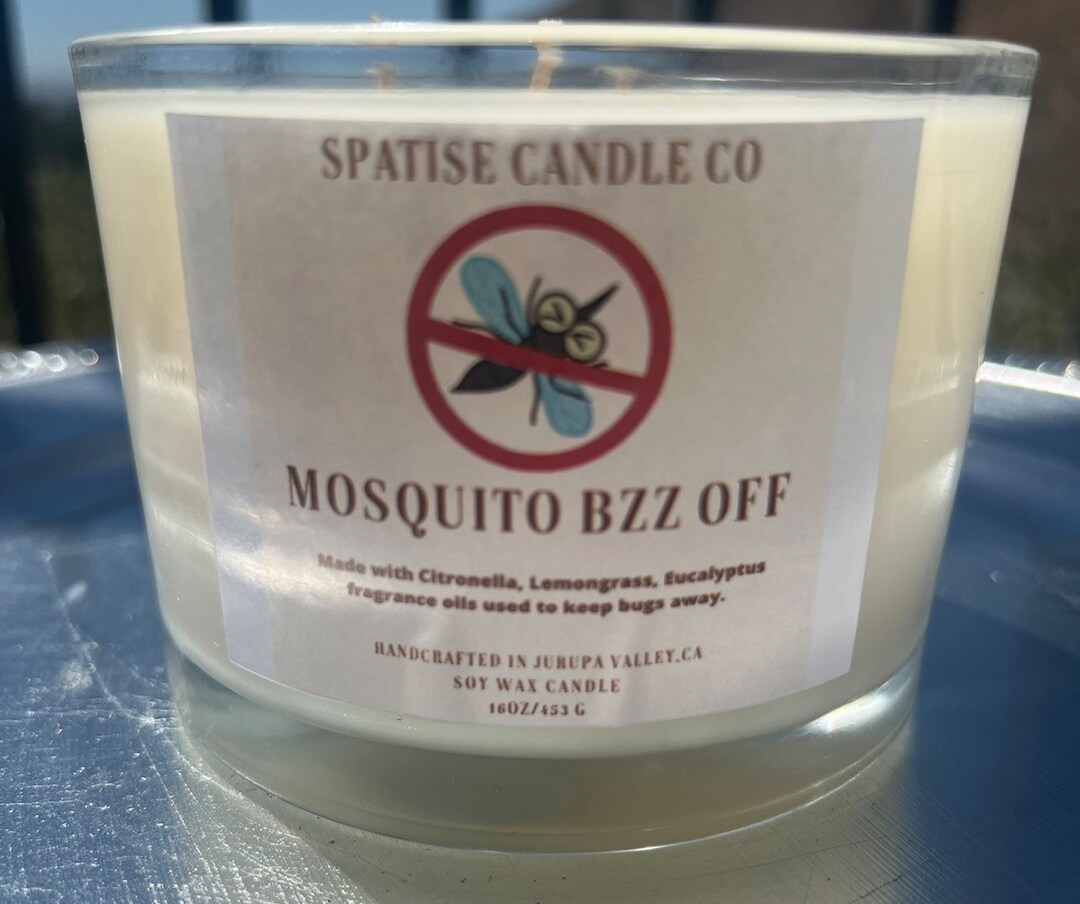 SPATISE CANDLE CO
MOSQUITO BZZ OFF
Made with Citronella, Lemongrass, Eucalyptus
fragrance oils used to keep bugs away.
HANDCRAFTED IN JURUPA VALLEY,CA
SOY WAX CANDLE
16OZ/453 G